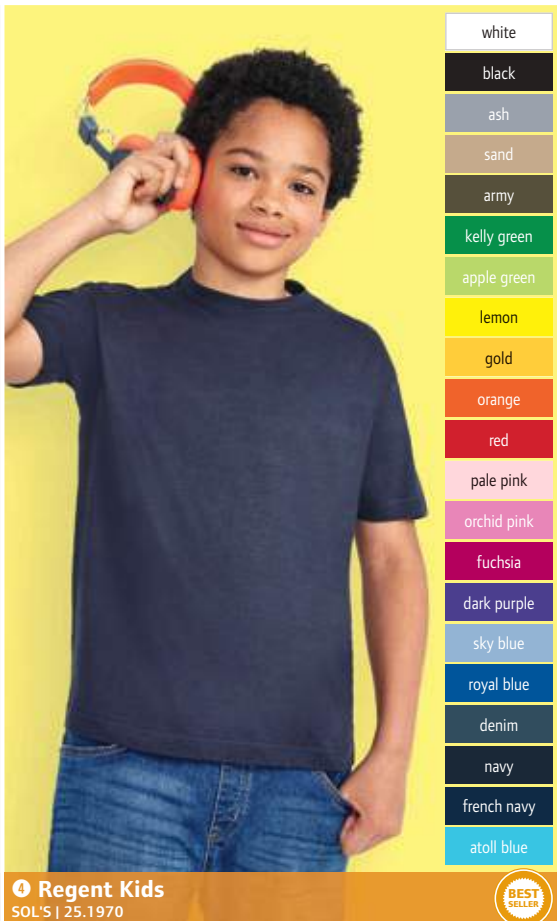 white
black
ash
sand
army
kelly green
apple green
lemon
gold
orange
red
pale pink
orchid pink
fuchsia
dark purple
sky blue
royal blue
denim
navy
french navy
atoll blue
❹ Regent Kids
SOL'S | 25.1970
BEST
SELLER